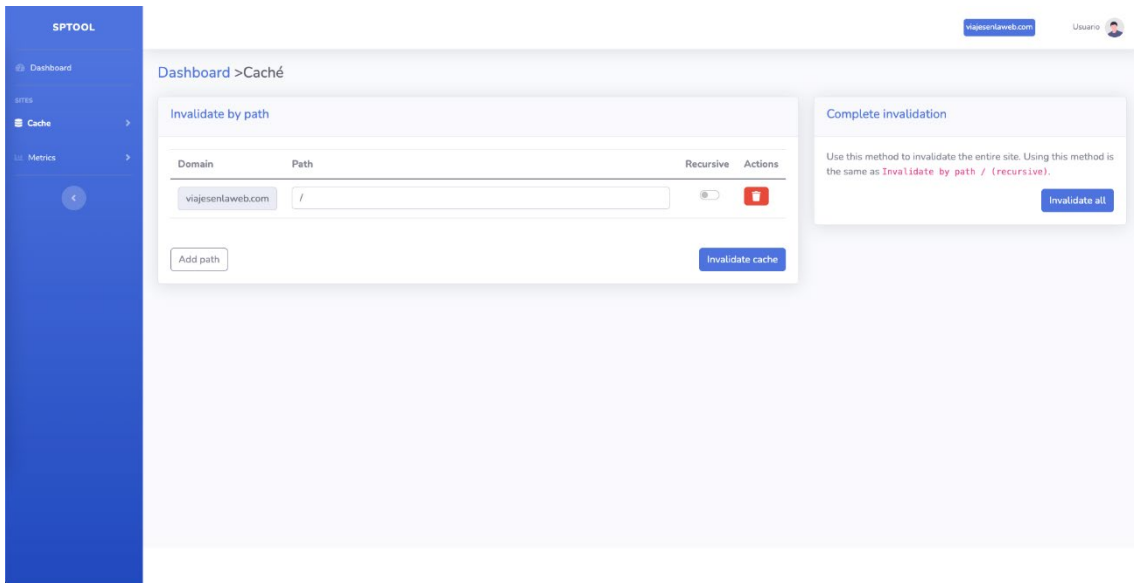 SPTOOL
viajesenlaweb.com
Usuario
Dashboard
SITES
Cache
Metrics
Dashboard >Caché
Invalidate by path
Domain Path Recursive Actions
viajesenlaweb.com /
Add path Invalidate cache
Complete invalidation
Use this method to invalidate the entire site. Using this method is
the same as Invalidate by path / (recursive).
Invalidate all